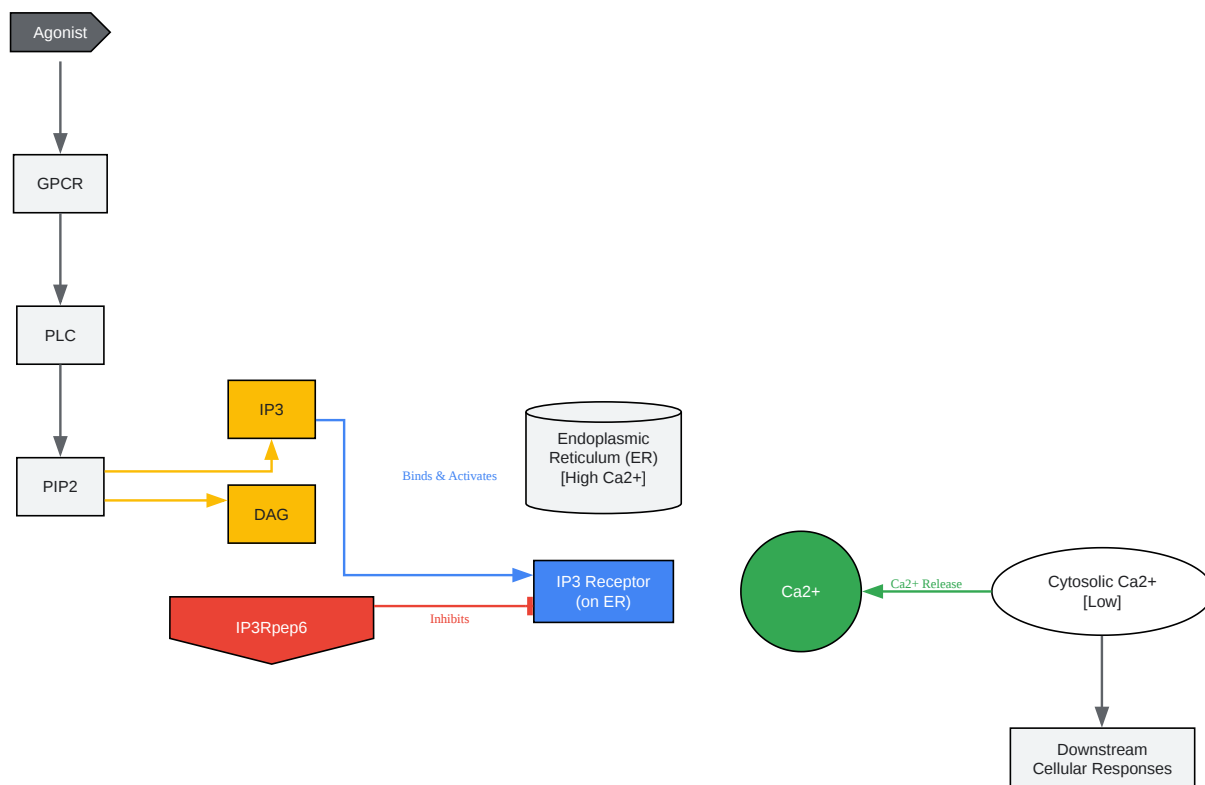 Agonist
GPCR
PLC
IP3
Endoplasmic
Reticulum (ER)
[High Ca2+]
Binds & Activates
PIP2
DAG
IP3 Receptor
(on ER)
Ca2+
Ca2+ Release
Cytosolic Ca2+
[Low]
IP3Rpep6
Inhibits
Downstream
Cellular Responses